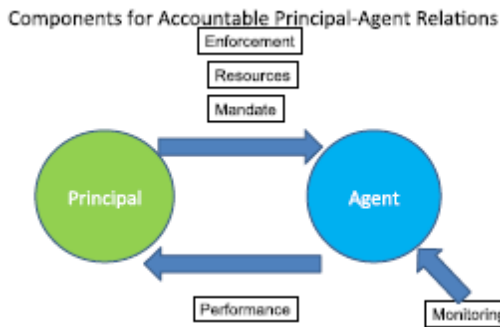 Components for Accountable Principal-Agent Relations
Enforcement
Resources
Mandate
Principal
Agent
Performance
Monitoring